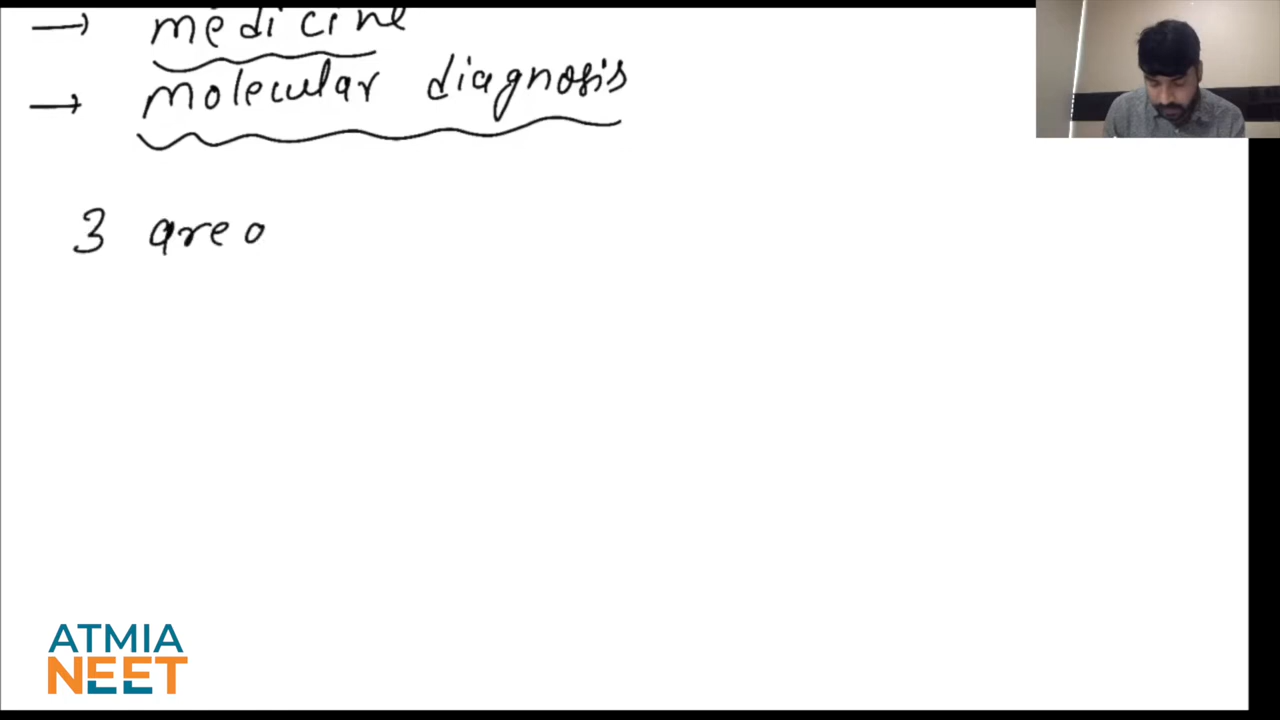 → medicine
→ molecular diagnosis
3 area
ATMIA
NEET